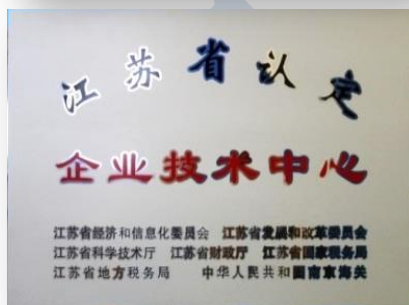 江苏省认定
企业技术中心
江苏省经济和信息化委员会 江苏省发展和改革委员会
江苏省科学技术厅 江苏省财政厅 江苏省国家税务局
江苏省地方税务局 中华人民共和国南京海关